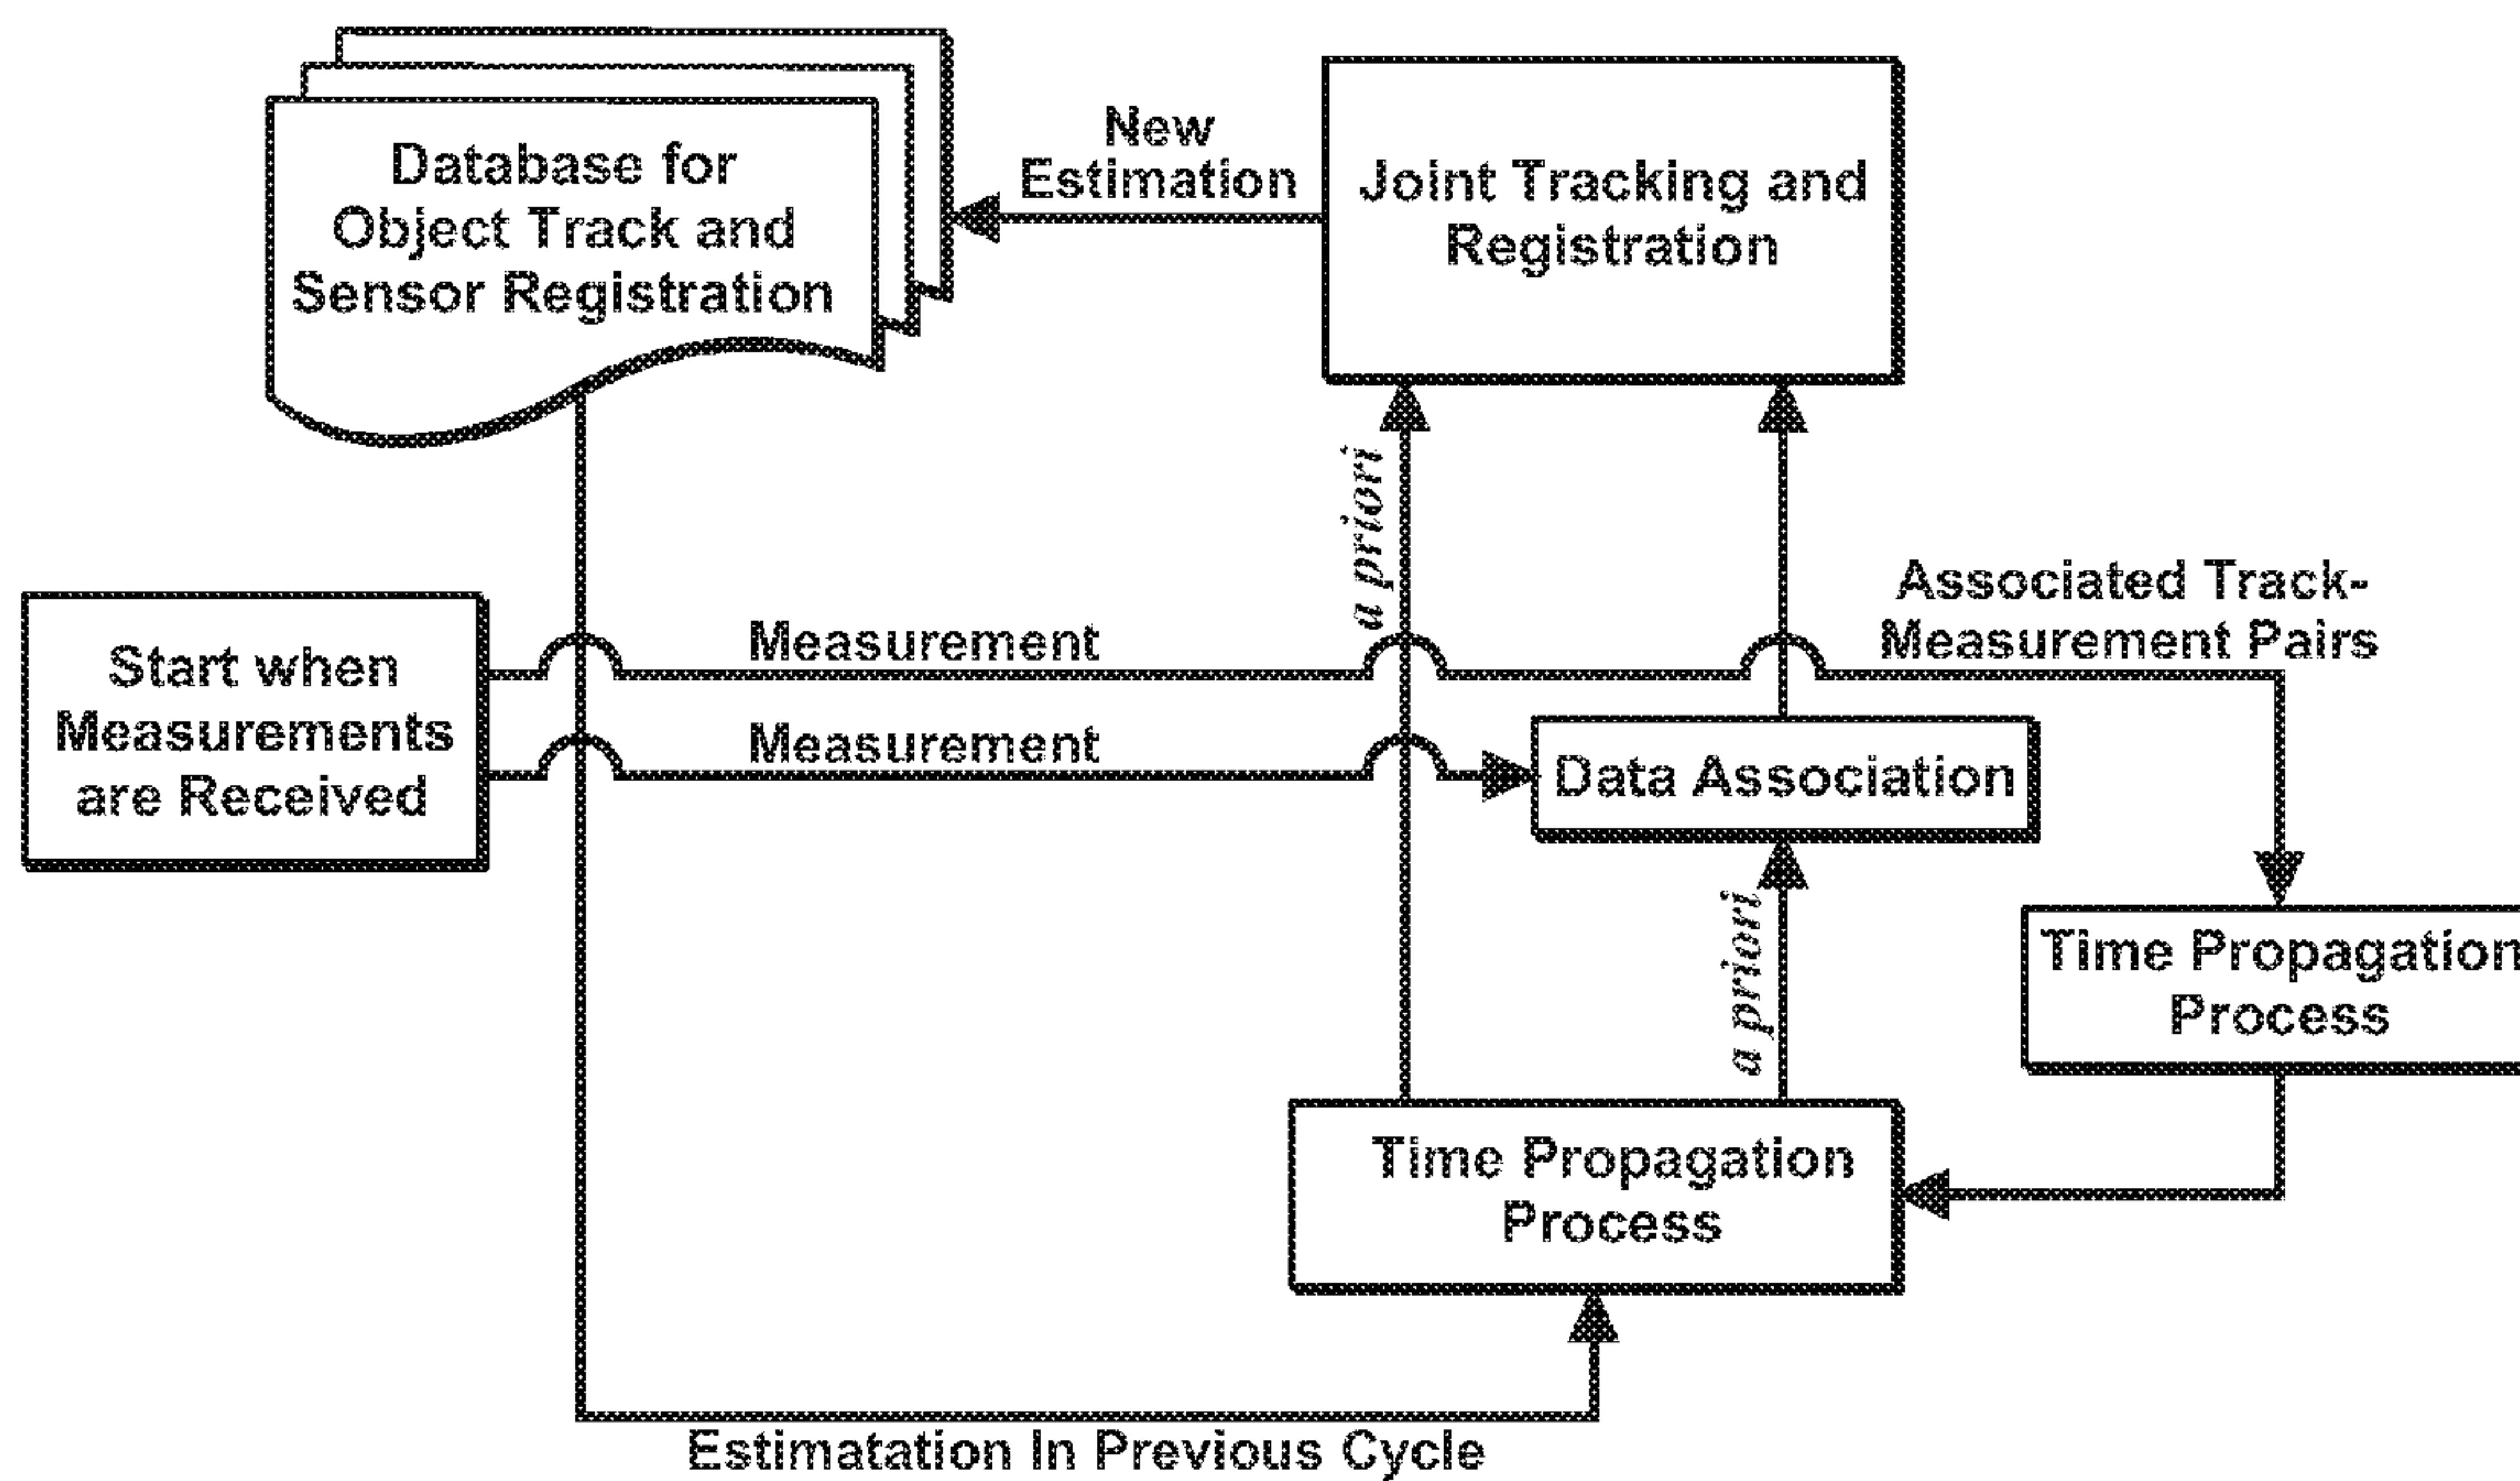 Database for
Object Track and
Sensor Registration
New
Estimation
Joint Tracking and
Registration
a priori
Associated Track-
Measurement Pairs
Start when
Measurements
are Received
Measurement
Measurement
Data Association
a priori
Time Propagation
Process
Time Propagation
Process
Estimatation In Previous Cycle